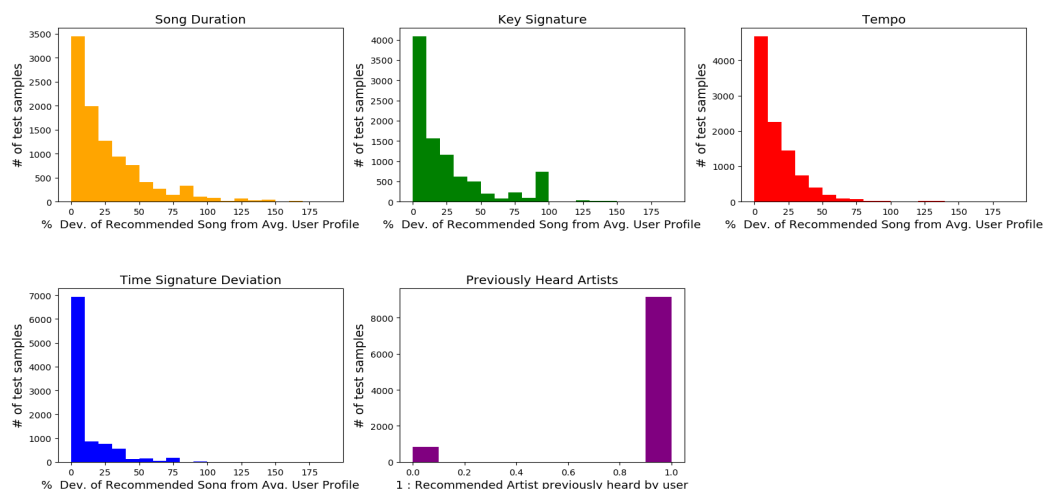 Song Duration
# of test samples
3500
3000
2500
2000
1500
1000
500
0
0 25 50 75 100 125 150 175
% Dev. of Recommended Song from Avg. User Profile
Key Signature
# of test samples
4000
3500
3000
2500
2000
1500
1000
500
0
0 25 50 75 100 125 150 175
% Dev. of Recommended Song from Avg. User Profile
Tempo
# of test samples
4000
3000
2000
1000
0
0 25 50 75 100 125 150 175
% Dev. of Recommended Song from Avg. User Profile
Time Signature Deviation
# of test samples
7000
6000
5000
4000
3000
2000
1000
0
0 25 50 75 100 125 150 175
% Dev. of Recommended Song from Avg. User Profile
Previously Heard Artists
# of test samples
8000
6000
4000
2000
0
0.0 0.2 0.4 0.6 0.8 1.0
1 : Recommended Artist previously heard by user